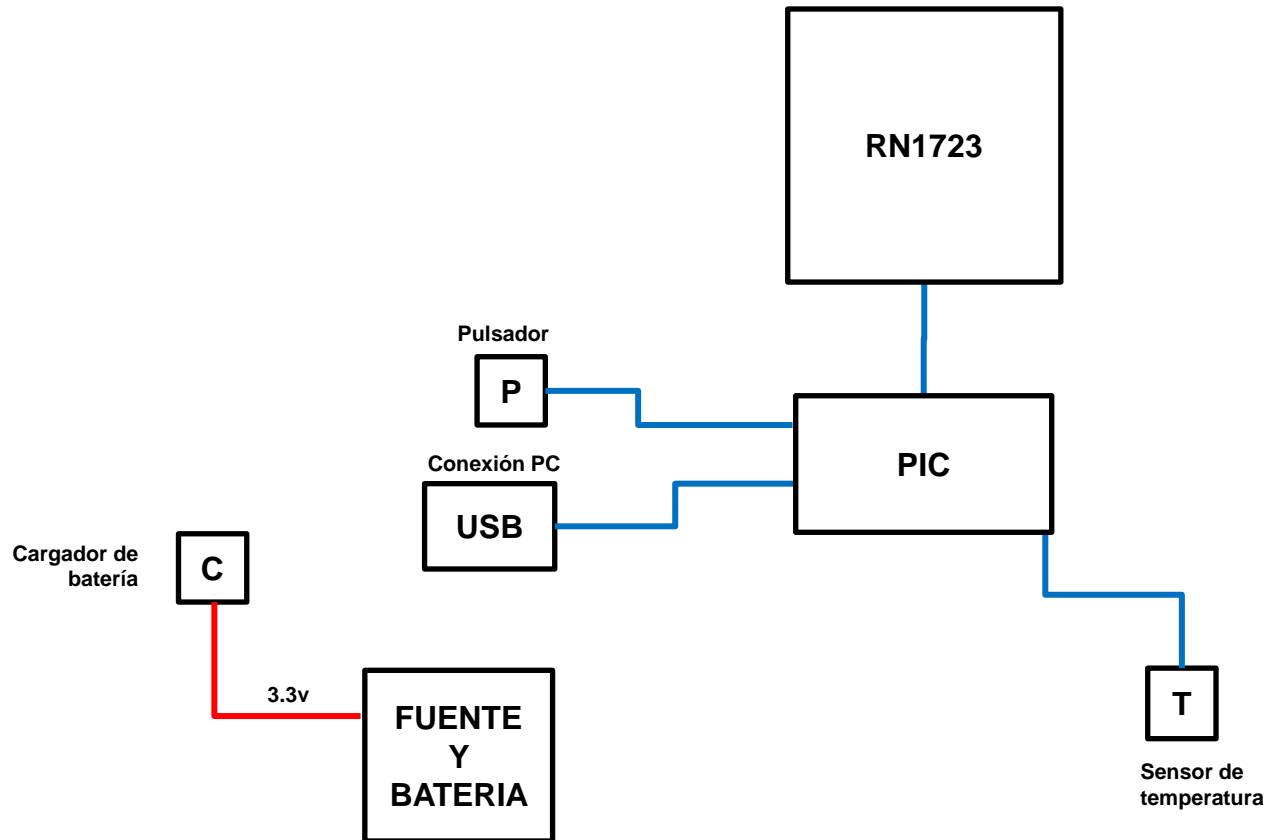 RN1723
Pulsador
P
Conexión PC
USB
PIC
Cargador de
batería
C
3.3v
FUENTE
Y
BATERIA
T
Sensor de
temperatura